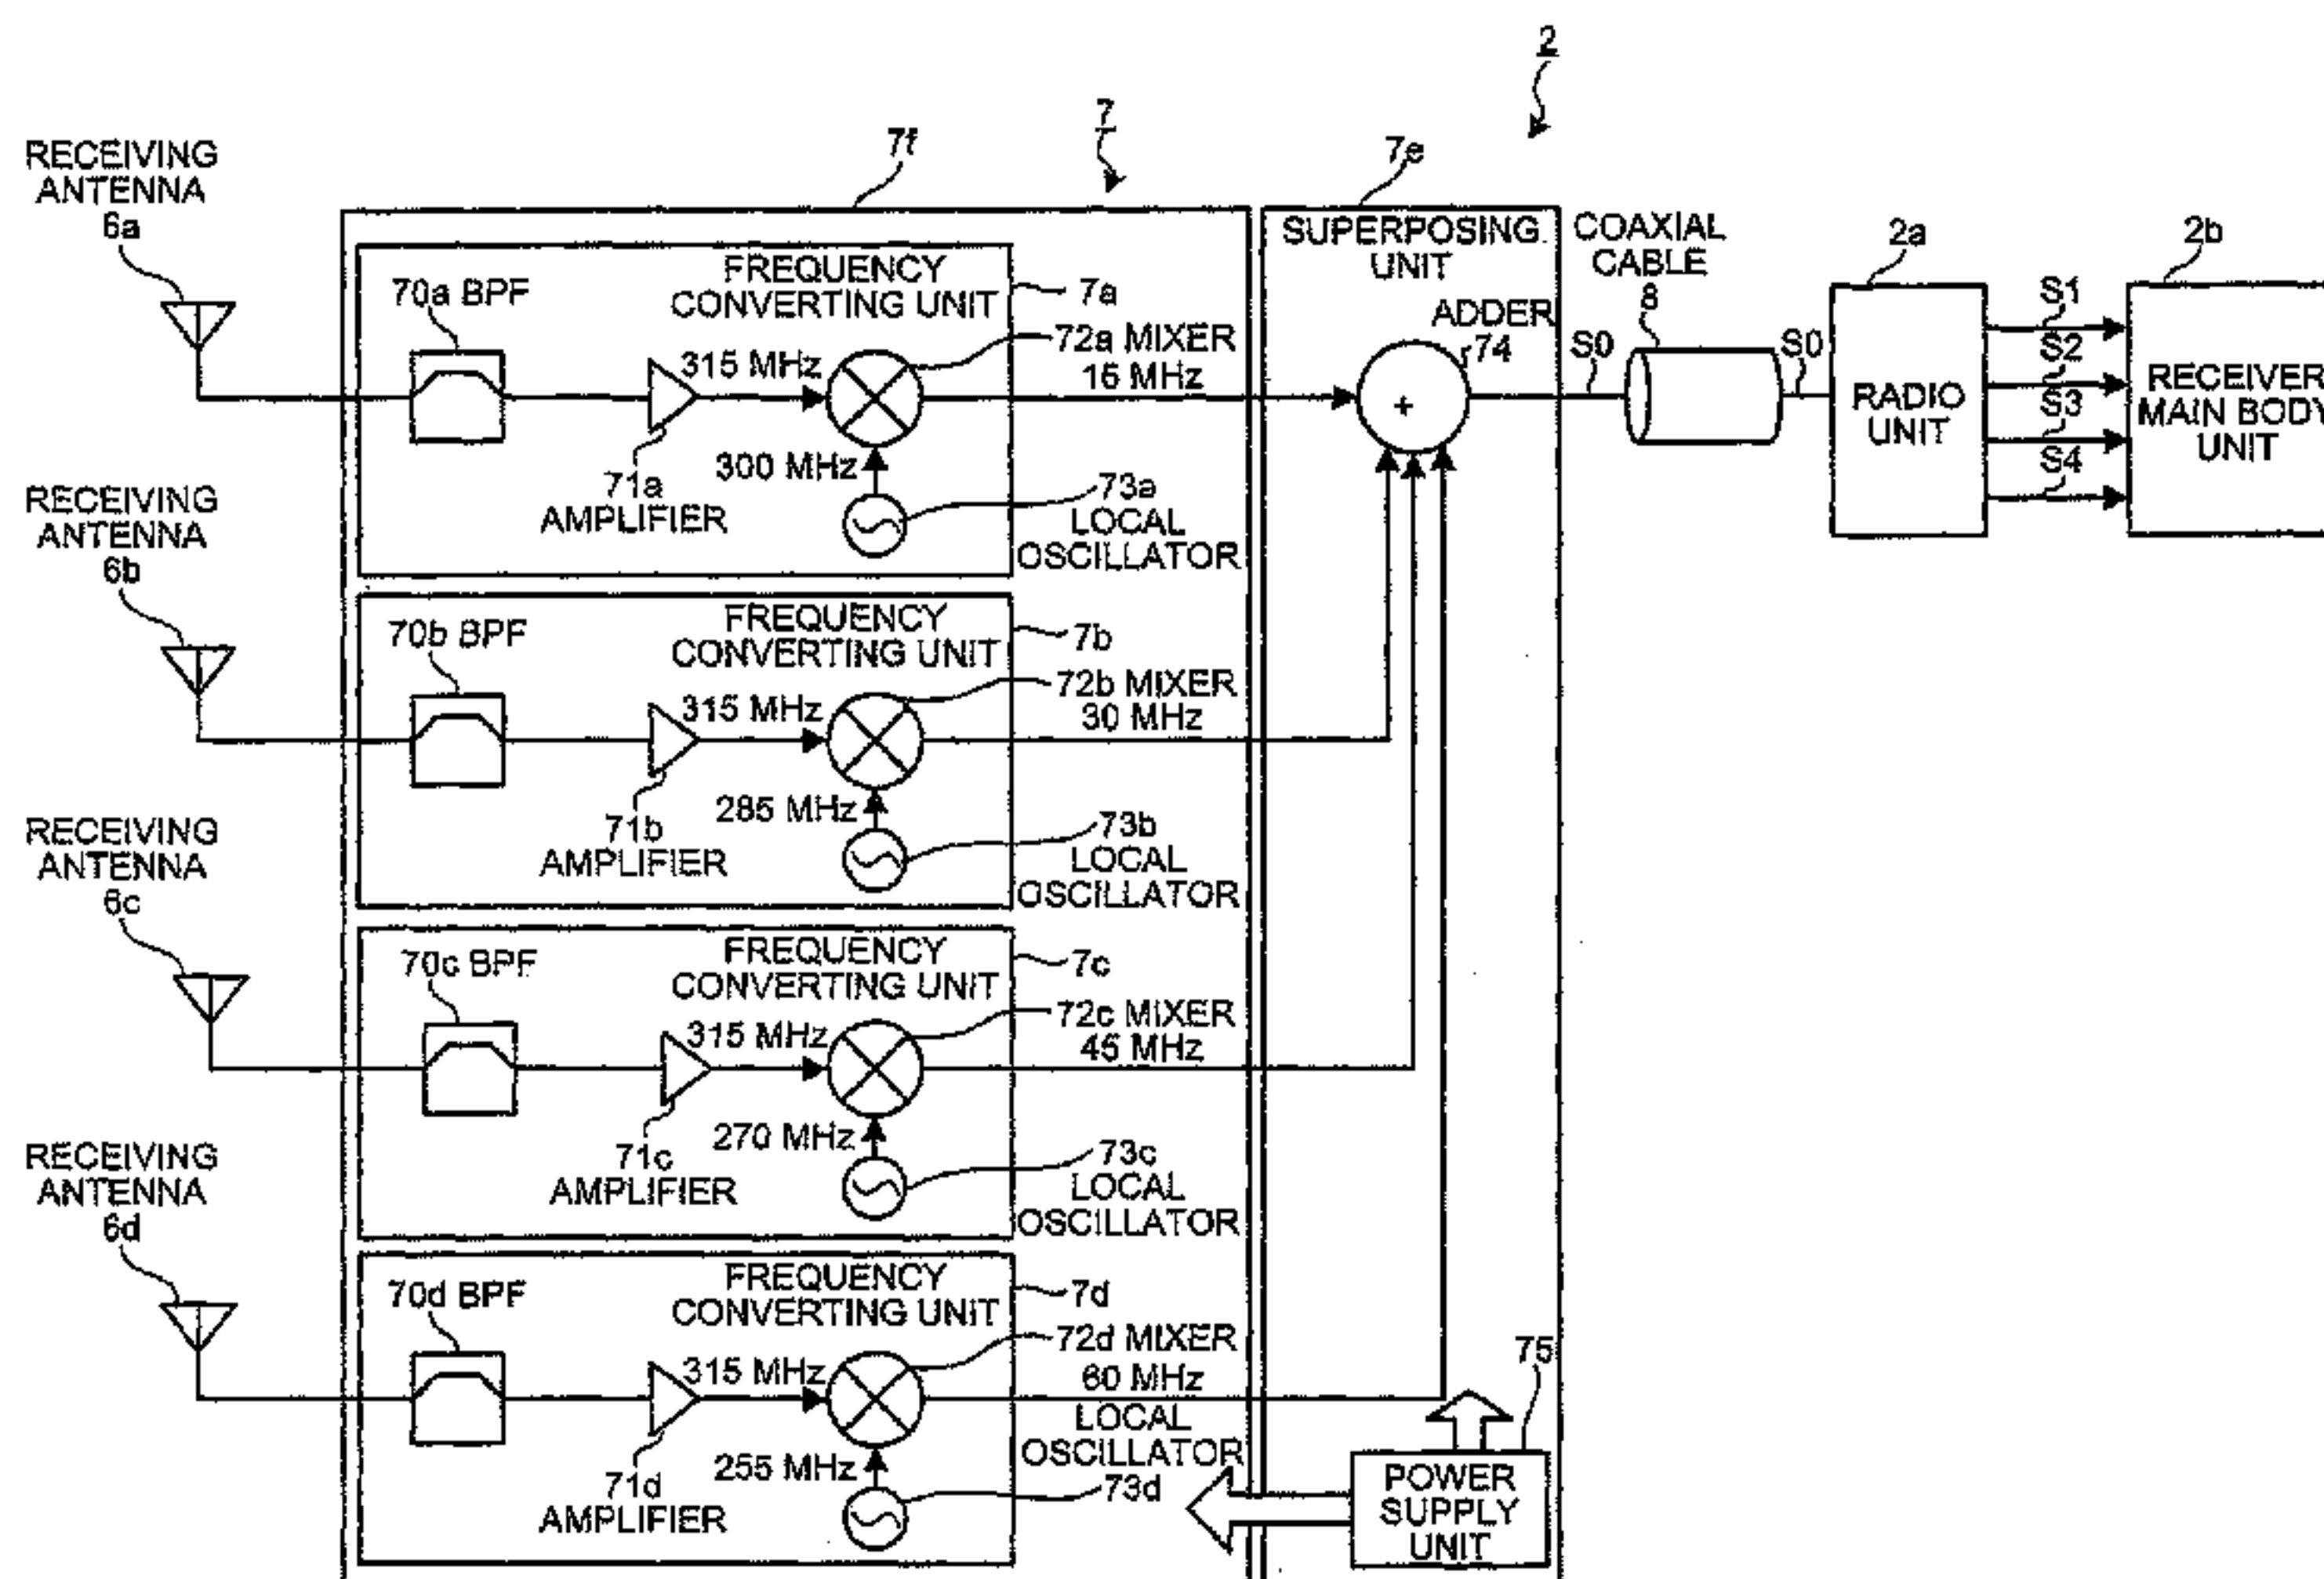 2
7
7f
7e
RECEIVING
ANTENNA
6a
FREQUENCY
CONVERTING UNIT
7a
70a BPF
315 MHz
72a MIXER
15 MHz
300 MHz
71a
AMPLIFIER
73a
LOCAL
OSCILLATOR
SUPERPOSING
UNIT
ADDER
74
+
COAXIAL
CABLE
8
S0
S0
2a
RADIO
UNIT
S1
S2
S3
S4
2b
RECEIVER
MAIN BODY
UNIT
RECEIVING
ANTENNA
6b
FREQUENCY
CONVERTING UNIT
7b
70b BPF
315 MHz
72b MIXER
30 MHz
285 MHz
71b
AMPLIFIER
73b
LOCAL
OSCILLATOR
RECEIVING
ANTENNA
6c
FREQUENCY
CONVERTING UNIT
7c
70c BPF
315 MHz
72c MIXER
45 MHz
270 MHz
71c
AMPLIFIER
73c
LOCAL
OSCILLATOR
RECEIVING
ANTENNA
6d
FREQUENCY
CONVERTING UNIT
7d
70d BPF
315 MHz
72d MIXER
60 MHz
255 MHz
71d
AMPLIFIER
LOCAL
OSCILLATOR
73d
75
POWER
SUPPLY
UNIT